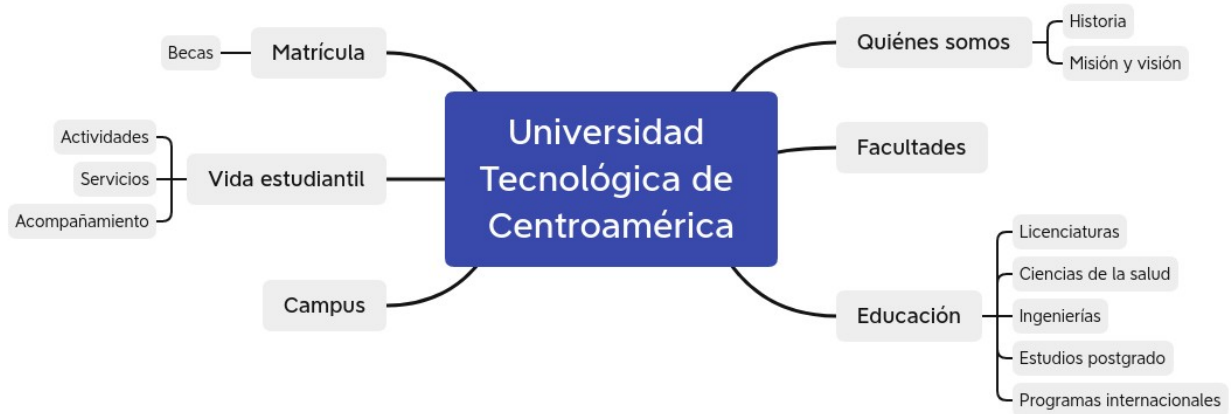 Universidad
Tecnológica de
Centroamérica
Quiénes somos
Historia
Misión y visión
Facultades
Educación
Licenciaturas
Ciencias de la salud
Ingenierías
Estudios postgrado
Programas internacionales
Matrícula
Becas
Vida estudiantil
Actividades
Servicios
Acompañamiento
Campus